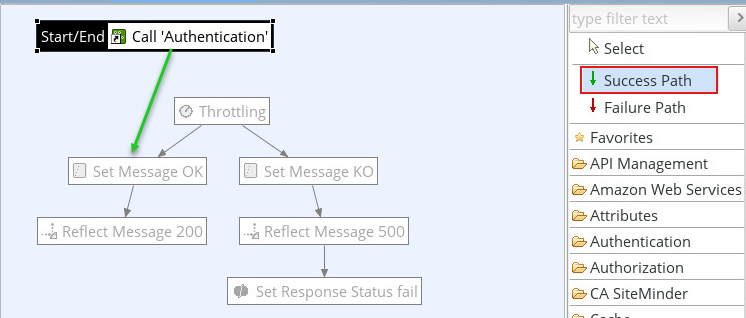 type filter text
Start/End Call 'Authentication'
Select
Success Path
Failure Path
Throttling
Favorites
Set Message OK
Set Message KO
API Management
Amazon Web Services
Attributes
Reflect Message 200
Reflect Message 500
Authentication
Authorization
Set Response Status fail
CA SiteMinder
Cache